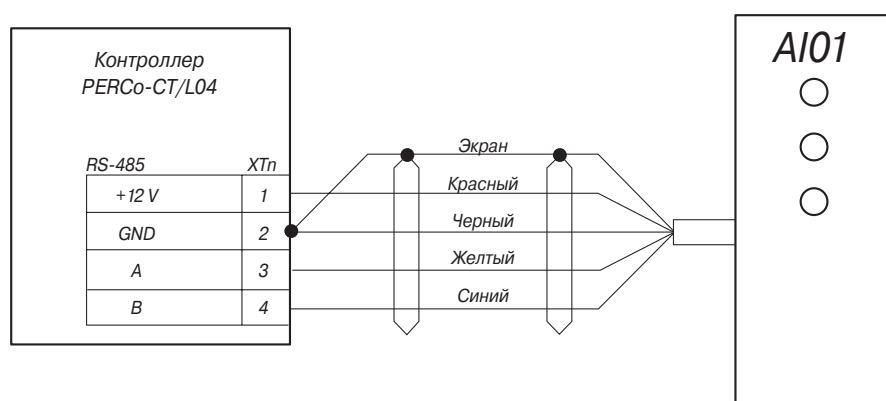 Контроллер
PERCo-CT/L04
AI01
RS-485 XTn
+12 V 1
GND 2
A 3
B 4
Экран
Красный
Черный
Желтый
Синий